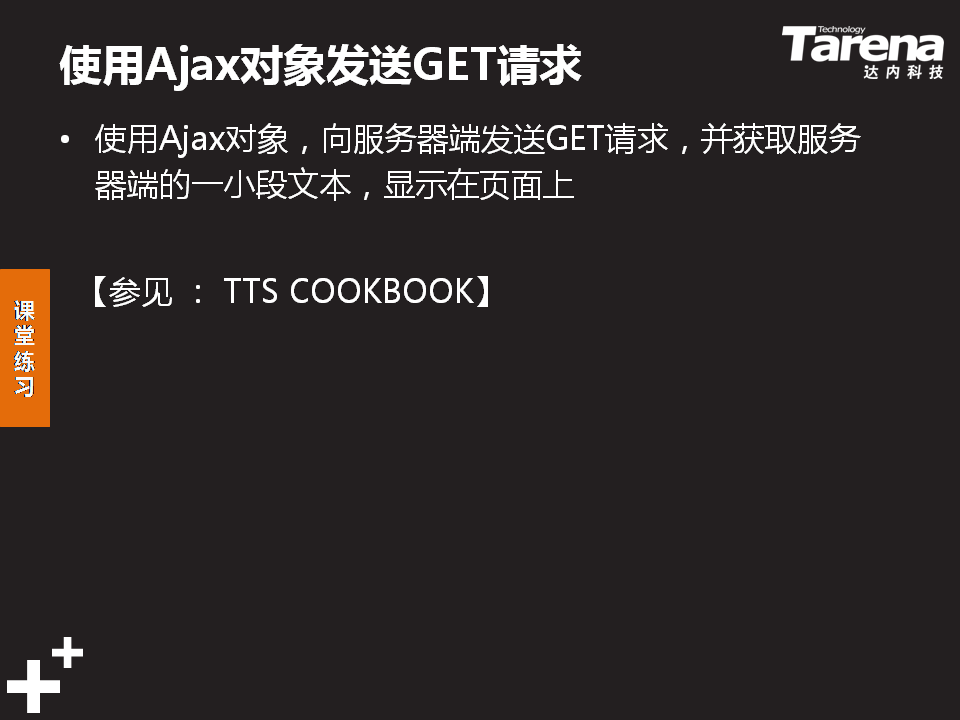 使用Ajax对象发送GET请求
Technology
Tarena
达内科技
• 使用Ajax对象，向服务器端发送GET请求，并获取服务
器端的一小段文本，显示在页面上
【参见 ： TTS COOKBOOK】
课
堂
练
习